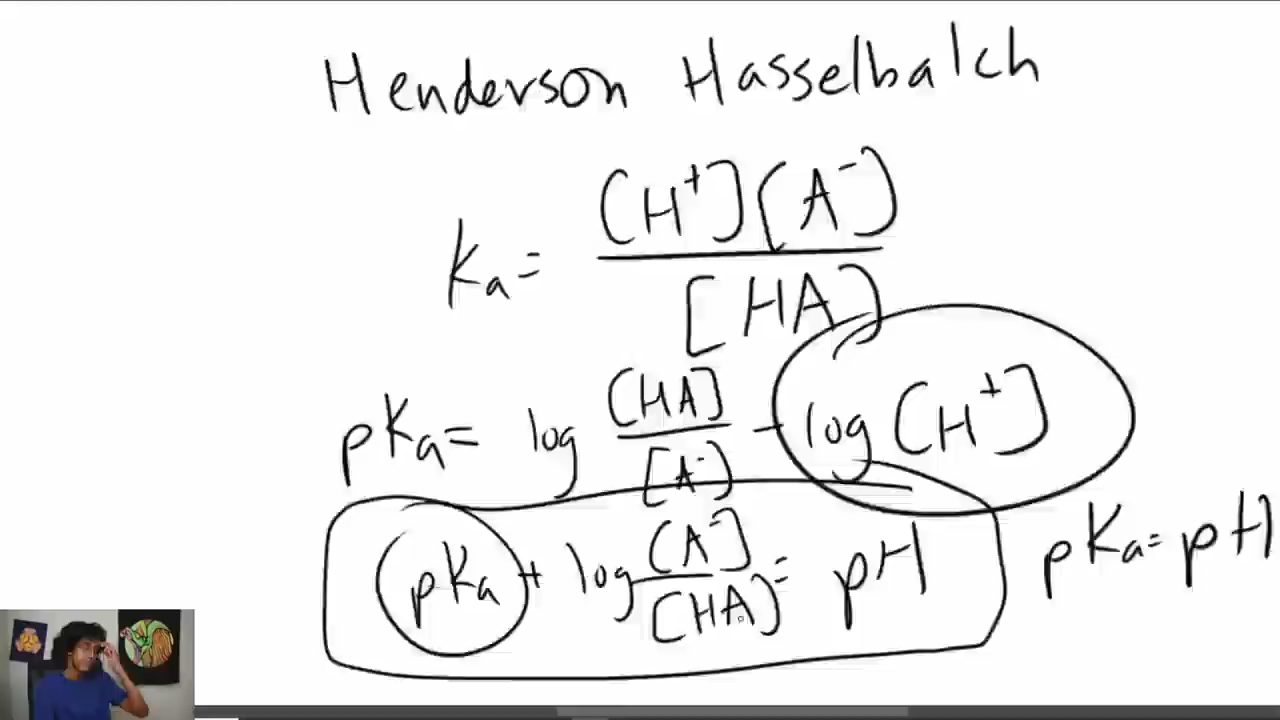 Henderson Hasselbalch
Ka = [H⁺][A⁻] / [HA]
pKa = log [HA] / [A⁻] - log [H⁺]
pKa + log [A⁻] / [HA] = pH
pKa = pH